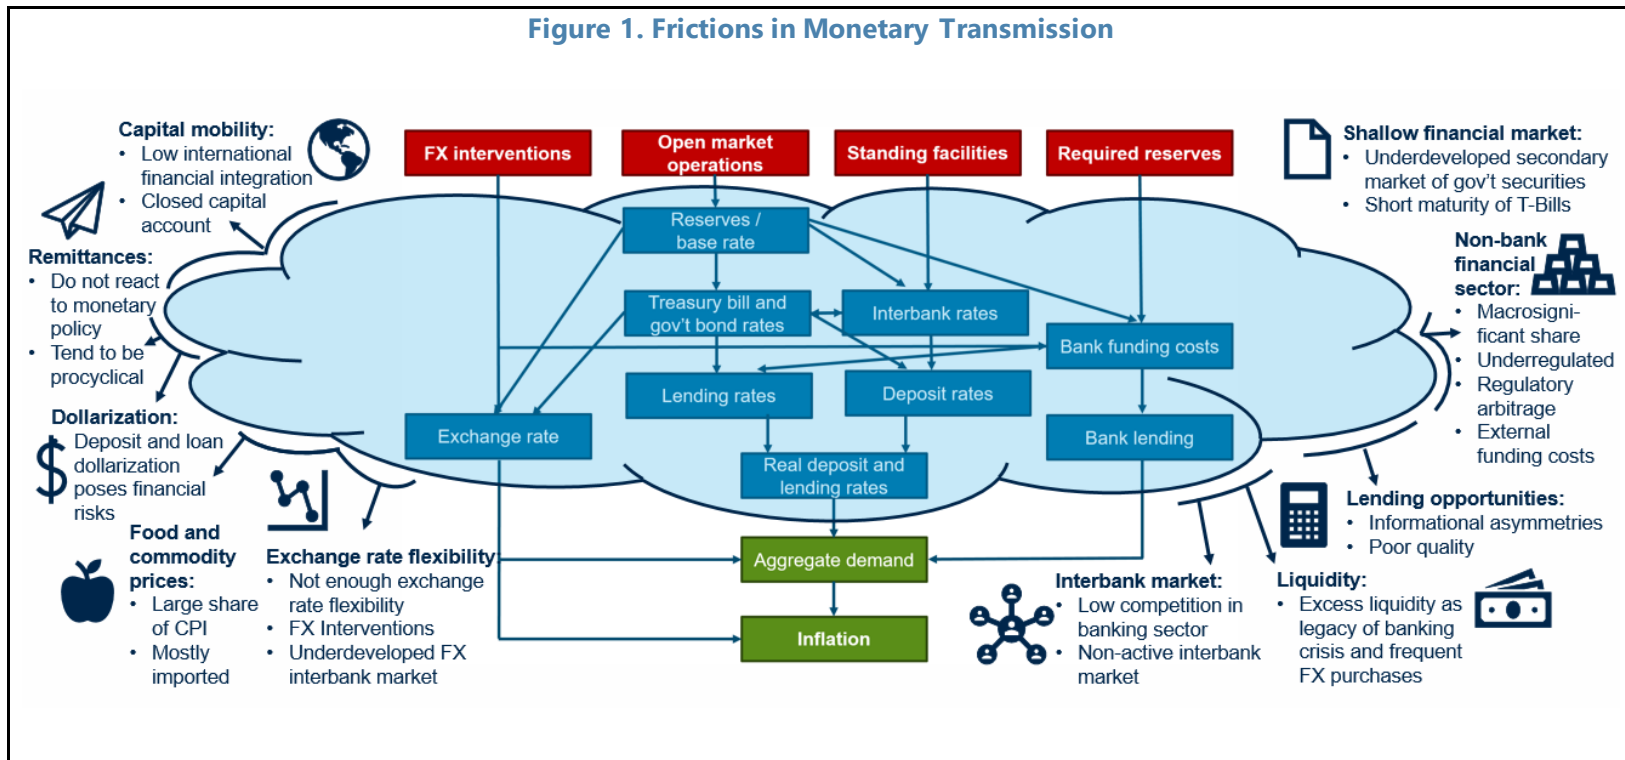 Figure 1. Frictions in Monetary Transmission
Capital mobility:
• Low international
financial integration
• Closed capital
account
Remittances:
• Do not react
to monetary
policy
• Tend to be
procyclical
Dollarization:
• Deposit and loan
dollarization
poses financial
risks
Food and
commodity
prices:
• Large share
of CPI
• Mostly
imported
Exchange rate flexibility:
• Not enough exchange
rate flexibility
• FX Interventions
• Underdeveloped FX
interbank market
FX interventions
Open market
operations
Standing facilities
Required reserves
Reserves /
base rate
Treasury bill and
gov't bond rates
Interbank rates
Bank funding costs
Lending rates
Deposit rates
Exchange rate
Bank lending
Real deposit and
lending rates
Aggregate demand
Inflation
Shallow financial market:
• Underdeveloped secondary
market of gov't securities
• Short maturity of T-Bills
Non-bank
financial
sector:
• Macrosigni-
ficant share
• Underregulated
• Regulatory
arbitrage
• External
funding costs
Lending opportunities:
• Informational asymmetries
• Poor quality
Interbank market:
• Low competition in
banking sector
• Non-active interbank
market
Liquidity:
• Excess liquidity as
legacy of banking
crisis and frequent
FX purchases